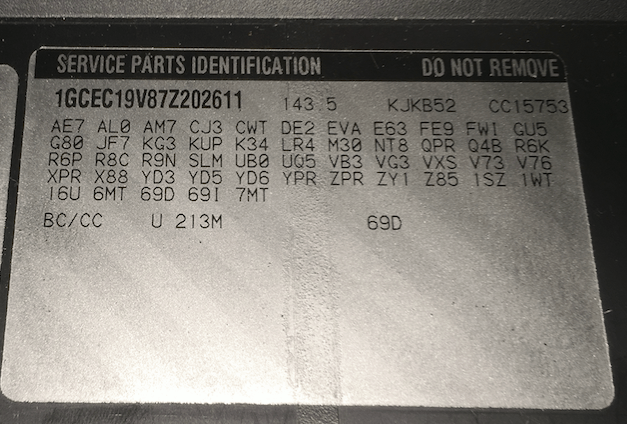 SERVICE PARTS IDENTIFICATION DO NOT REMOVE
1GCEC19V87Z202611 143.5 KJKB52 CC15753
AE7 AL0 AM7 CJ3 CWT DE2 EVA E63 FE9 FWI GU5
G80 JF7 KG3 KUP K34 LR4 M30 NT8 QPR Q4B R6K
R6P R8C R9N SLM UB0 UQ5 VB3 VG3 VXS V73 V76
XPR X88 YD3 YD5 YD6 YPR ZPR ZY1 Z85 1SZ 1WT
16U 6MT 69D 69I 7MT
BC/CC U 213M 69D